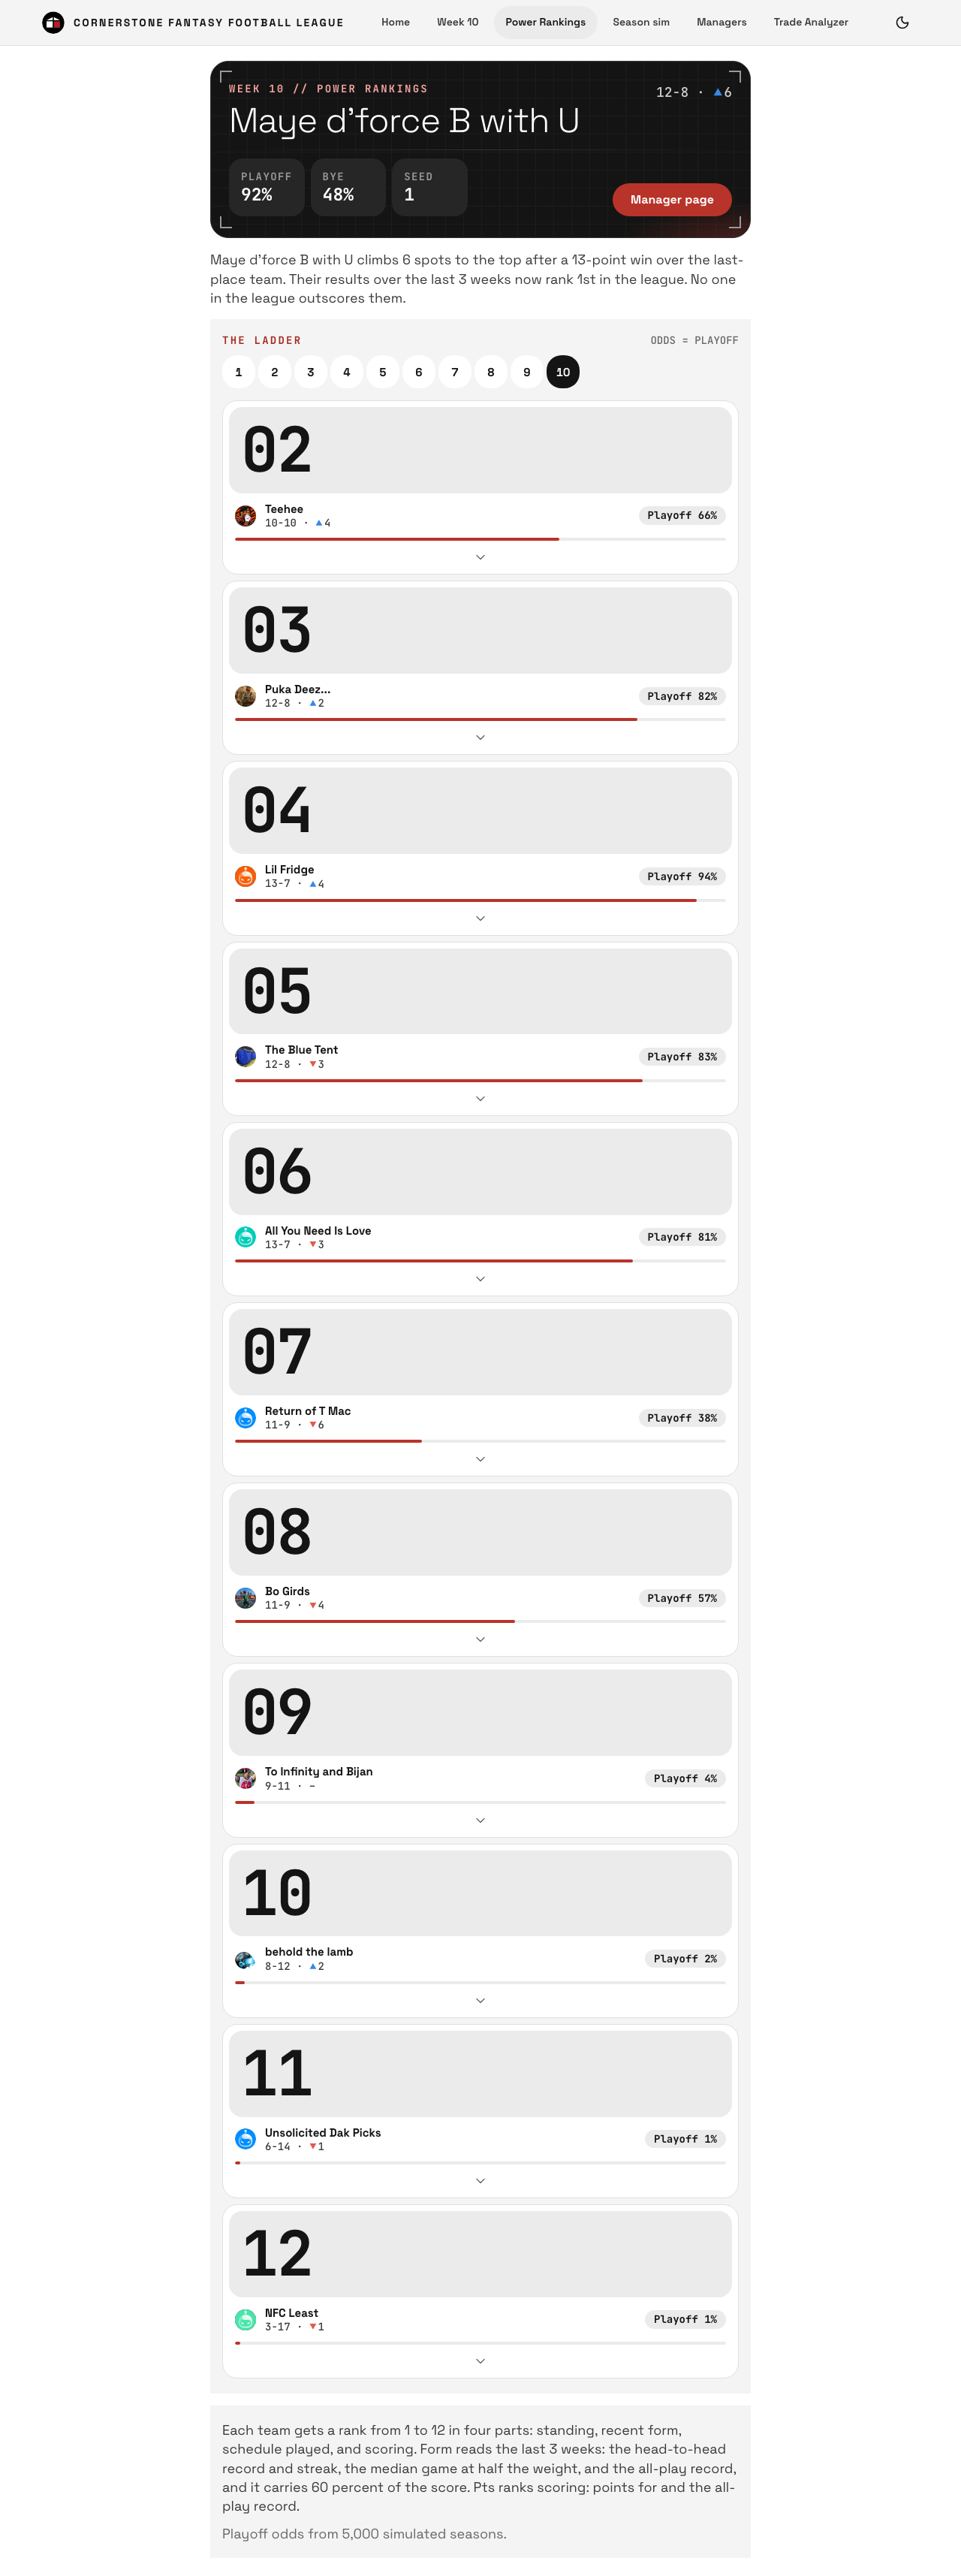 CORNERSTONE FANTASY FOOTBALL LEAGUE
Home
Week 10
Power Rankings
Season sim
Managers
Trade Analyzer
WEEK 10 // POWER RANKINGS
12-8 · ▲6
Maye d'force B with U
PLAYOFF
92%
BYE
48%
SEED
1
Manager page
Maye d'force B with U climbs 6 spots to the top after a 13-point win over the last-
place team. Their results over the last 3 weeks now rank 1st in the league. No one
in the league outscores them.
THE LADDER
ODDS = PLAYOFF
1 2 3 4 5 6 7 8 9 10
02
Teehee
10-10 · ▲4
Playoff 66%
03
Puka Deez...
12-8 · ▲2
Playoff 82%
04
Lil Fridge
13-7 · ▲4
Playoff 94%
05
The Blue Tent
12-8 · ▼3
Playoff 83%
06
All You Need Is Love
13-7 · ▼3
Playoff 81%
07
Return of T Mac
11-9 · ▼6
Playoff 38%
08
Bo Girds
11-9 · ▼4
Playoff 57%
09
To Infinity and Bijan
9-11 · –
Playoff 4%
10
behold the lamb
8-12 · ▲2
Playoff 2%
11
Unsolicited Dak Picks
6-14 · ▼1
Playoff 1%
12
NFC Least
3-17 · ▼1
Playoff 1%
Each team gets a rank from 1 to 12 in four parts: standing, recent form,
schedule played, and scoring. Form reads the last 3 weeks: the head-to-head
record and streak, the median game at half the weight, and the all-play record,
and it carries 60 percent of the score. Pts ranks scoring: points for and the all-
play record.
Playoff odds from 5,000 simulated seasons.